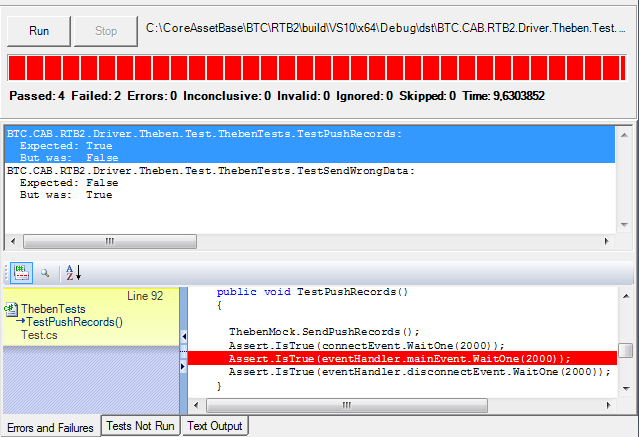 Run Stop C:\CoreAssetBase\BTC\RTB2\build\VS10\x64\Debug\dst\BTC.CAB.RTB2.Driver.Theben.Test. ...
Passed: 4 Failed: 2 Errors: 0 Inconclusive: 0 Invalid: 0 Ignored: 0 Skipped: 0 Time: 9,6303852
BTC.CAB.RTB2.Driver.Theben.Test.ThebenTests.TestPushRecords:
Expected: True
But was: False
BTC.CAB.RTB2.Driver.Theben.Test.ThebenTests.TestSendWrongData:
Expected: False
But was: True
Line 92
ThebenTests
→TestPushRecords()
Test.cs
public void TestPushRecords()
{
ThebenMock.SendPushRecords();
Assert.IsTrue(connectEvent.WaitOne(2000));
Assert.IsTrue(eventHandler.mainEvent.WaitOne(2000));
Assert.IsTrue(eventHandler.disconnectEvent.WaitOne(2000));
}
Errors and Failures Tests Not Run Text Output